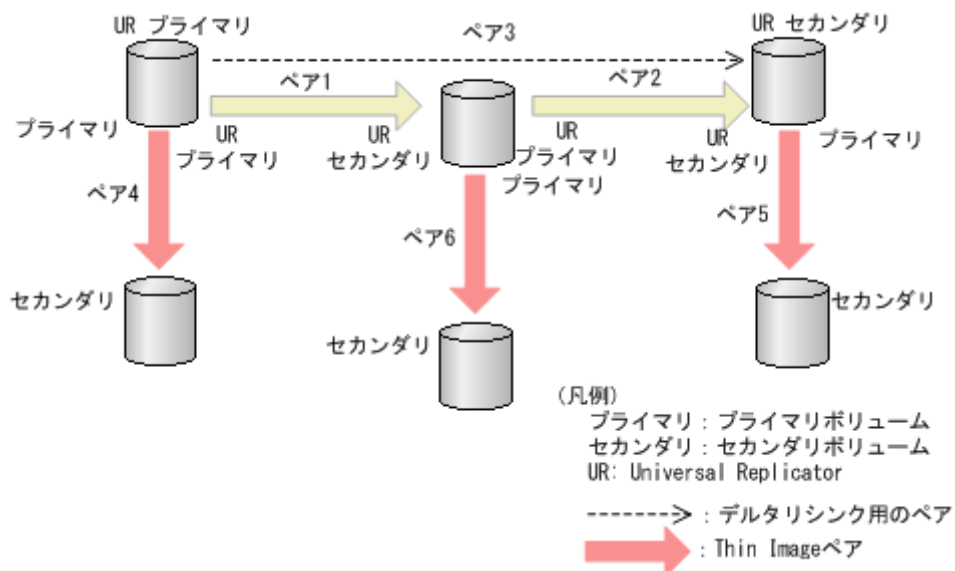 UR プライマリ
ペア3
UR セカンダリ
ペア1
ペア2
プライマリ
UR
プライマリ
UR
セカンダリ
UR
プライマリ
プライマリ
UR
セカンダリ
プライマリ
ペア4
ペア6
ペア5
セカンダリ
セカンダリ
セカンダリ
(凡例)
プライマリ：プライマリボリューム
セカンダリ：セカンダリボリューム
UR: Universal Replicator
：デルタリシンク用のペア
：Thin Imageペア